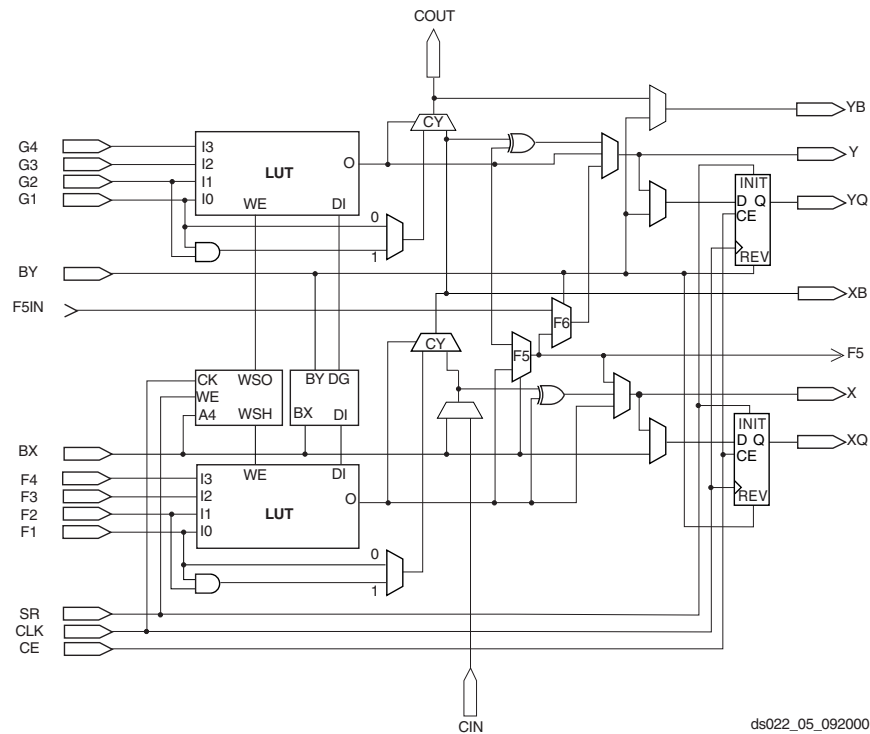 COUT
CY
YB
G4
G3
G2
G1
I3
I2
I1
I0
LUT
O
WE
DI
Y
INIT
D Q
CE
REV
YQ
0
1
BY
XB
F5IN
F6
CY
F5
F5
CK
WSO
WE
A4
WSH
BY DG
BX
DI
X
INIT
D Q
CE
REV
XQ
BX
F4
F3
F2
F1
I3
I2
I1
I0
WE
DI
LUT
O
0
1
SR
CLK
CE
CIN
ds022_05_092000